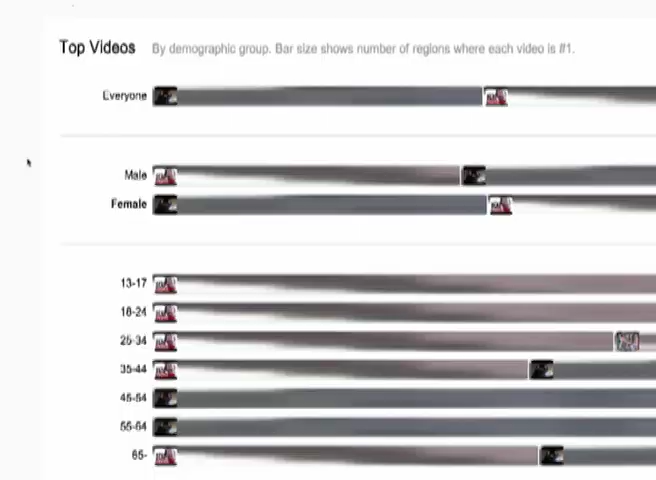 Top Videos By demographic group. Bar size shows number of regions where each video is #1.
Everyone
Male
Female
13-17
18-24
25-34
35-44
45-54
55-64
65-